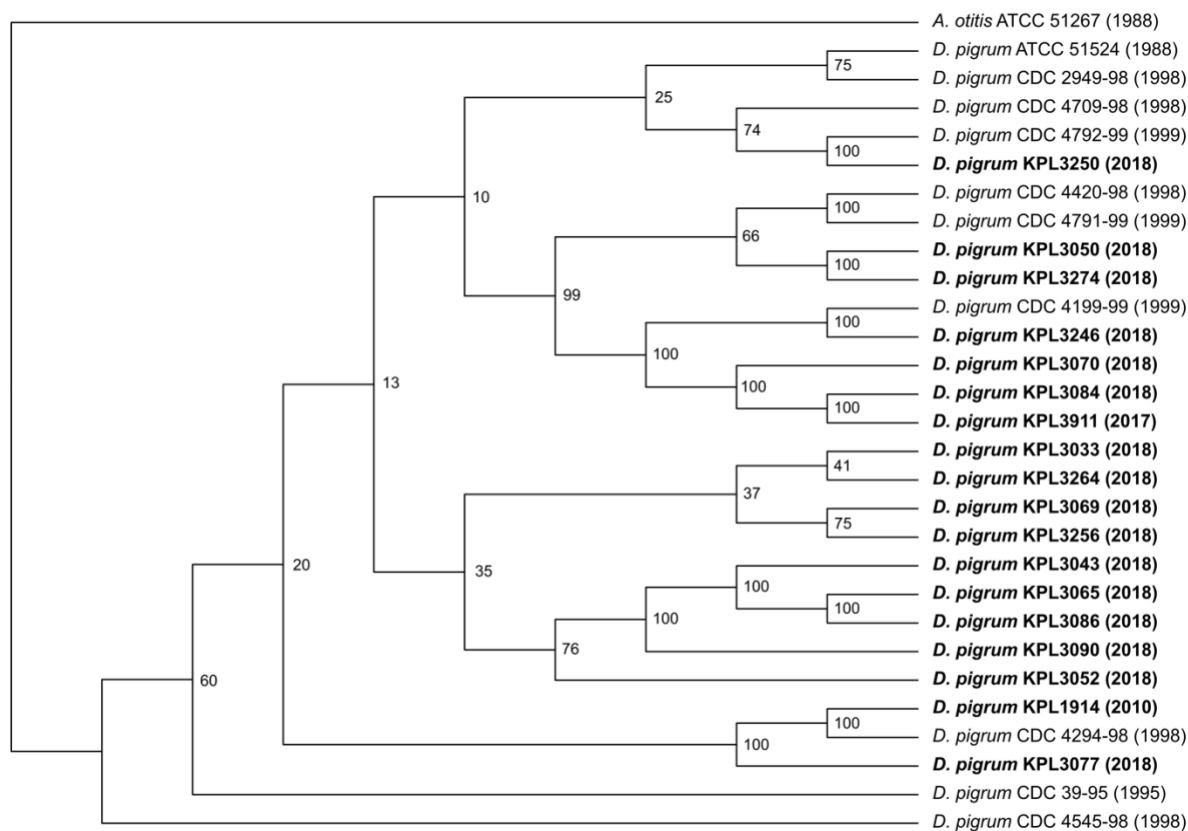 A. otitis ATCC 51267 (1988)
D. pigrum ATCC 51524 (1988)
75
D. pigrum CDC 2949-98 (1998)
25
D. pigrum CDC 4709-98 (1998)
74
D. pigrum CDC 4792-99 (1999)
100
D. pigrum KPL3250 (2018)
10
D. pigrum CDC 4420-98 (1998)
100
D. pigrum CDC 4791-99 (1999)
66
D. pigrum KPL3050 (2018)
100
D. pigrum KPL3274 (2018)
99
D. pigrum CDC 4199-99 (1999)
100
D. pigrum KPL3246 (2018)
100
D. pigrum KPL3070 (2018)
100
D. pigrum KPL3084 (2018)
13
100
D. pigrum KPL3911 (2017)
D. pigrum KPL3033 (2018)
41
D. pigrum KPL3264 (2018)
37
D. pigrum KPL3069 (2018)
75
D. pigrum KPL3256 (2018)
20
35
D. pigrum KPL3043 (2018)
100
D. pigrum KPL3065 (2018)
100
D. pigrum KPL3086 (2018)
100
D. pigrum KPL3090 (2018)
76
D. pigrum KPL3052 (2018)
60
D. pigrum KPL1914 (2010)
100
D. pigrum CDC 4294-98 (1998)
100
D. pigrum KPL3077 (2018)
D. pigrum CDC 39-95 (1995)
D. pigrum CDC 4545-98 (1998)